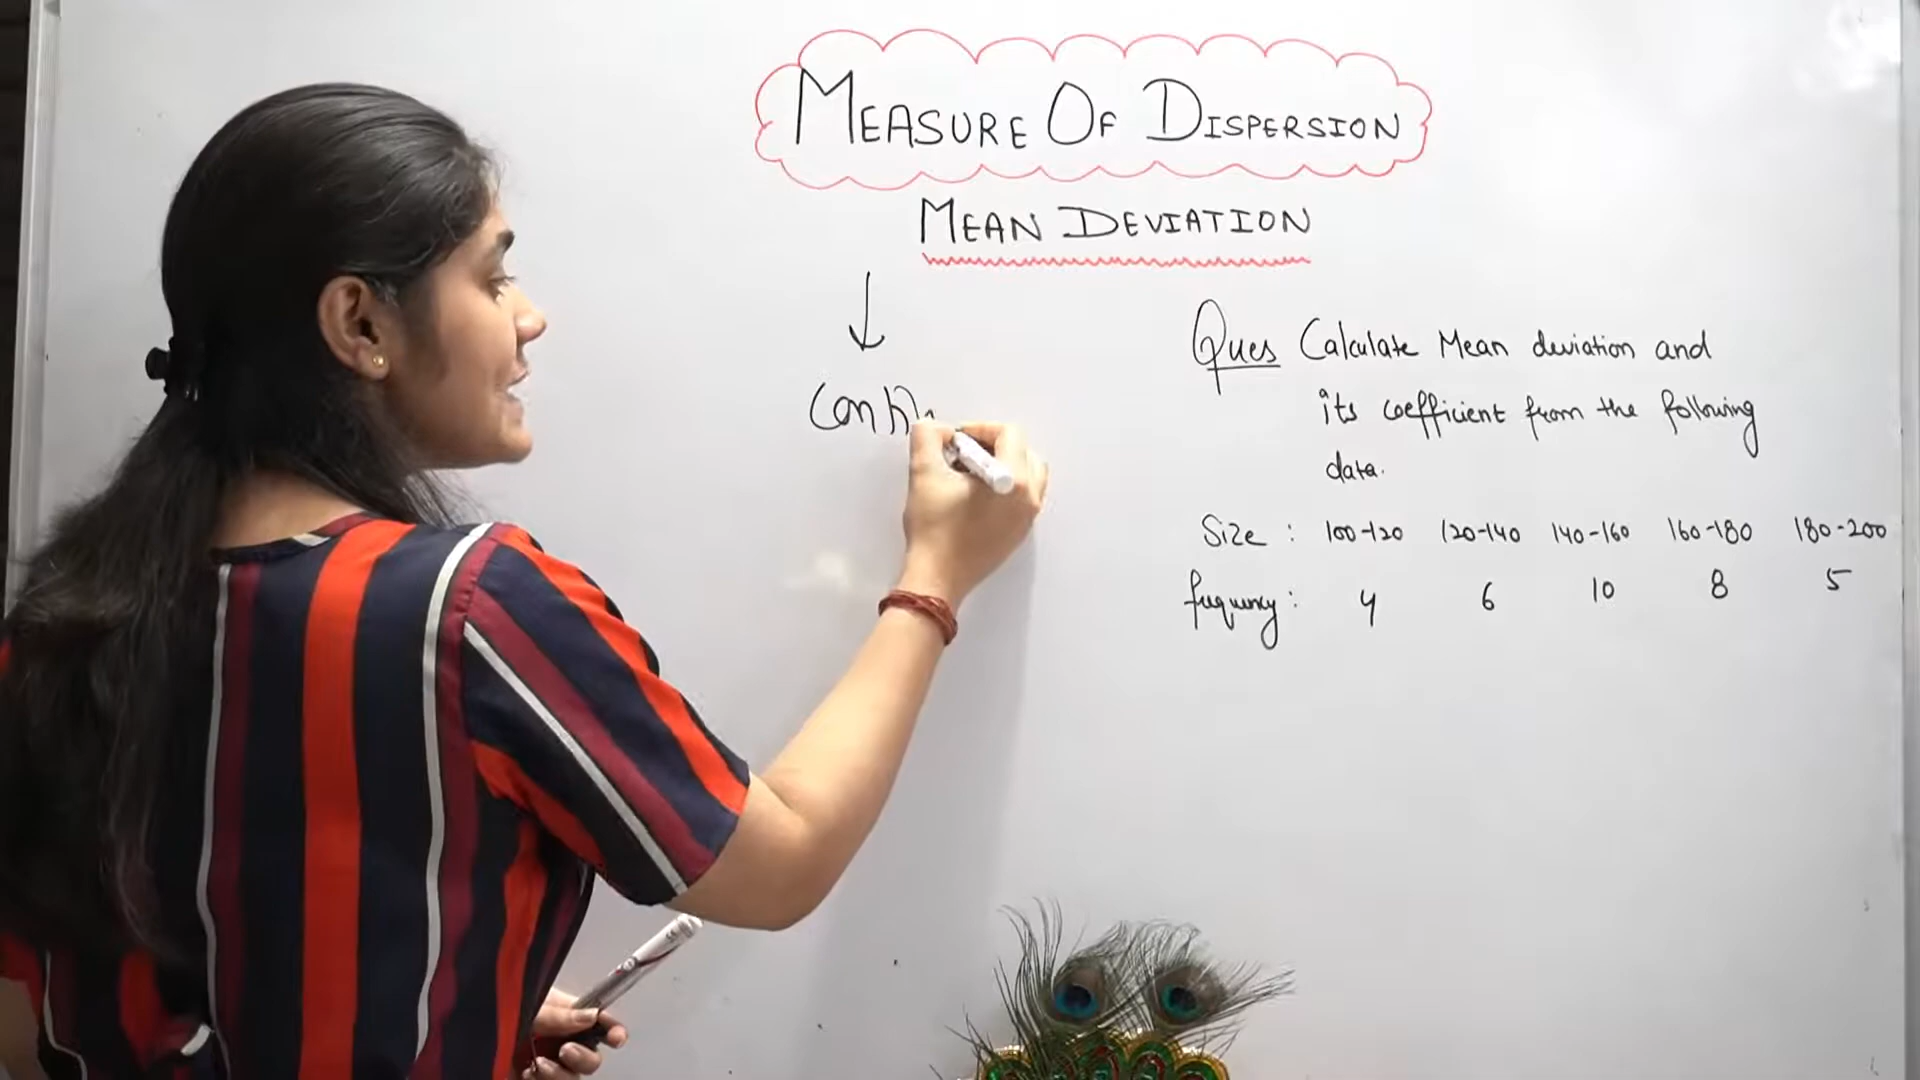 MEASURE OF DISPERSION
MEAN DEVIATION
Ques Calculate Mean deviation and
its coefficient from the following
data.
Size : 100-120 120-140 140-160 160-180 180-200
frequency : 4 6 10 8 5